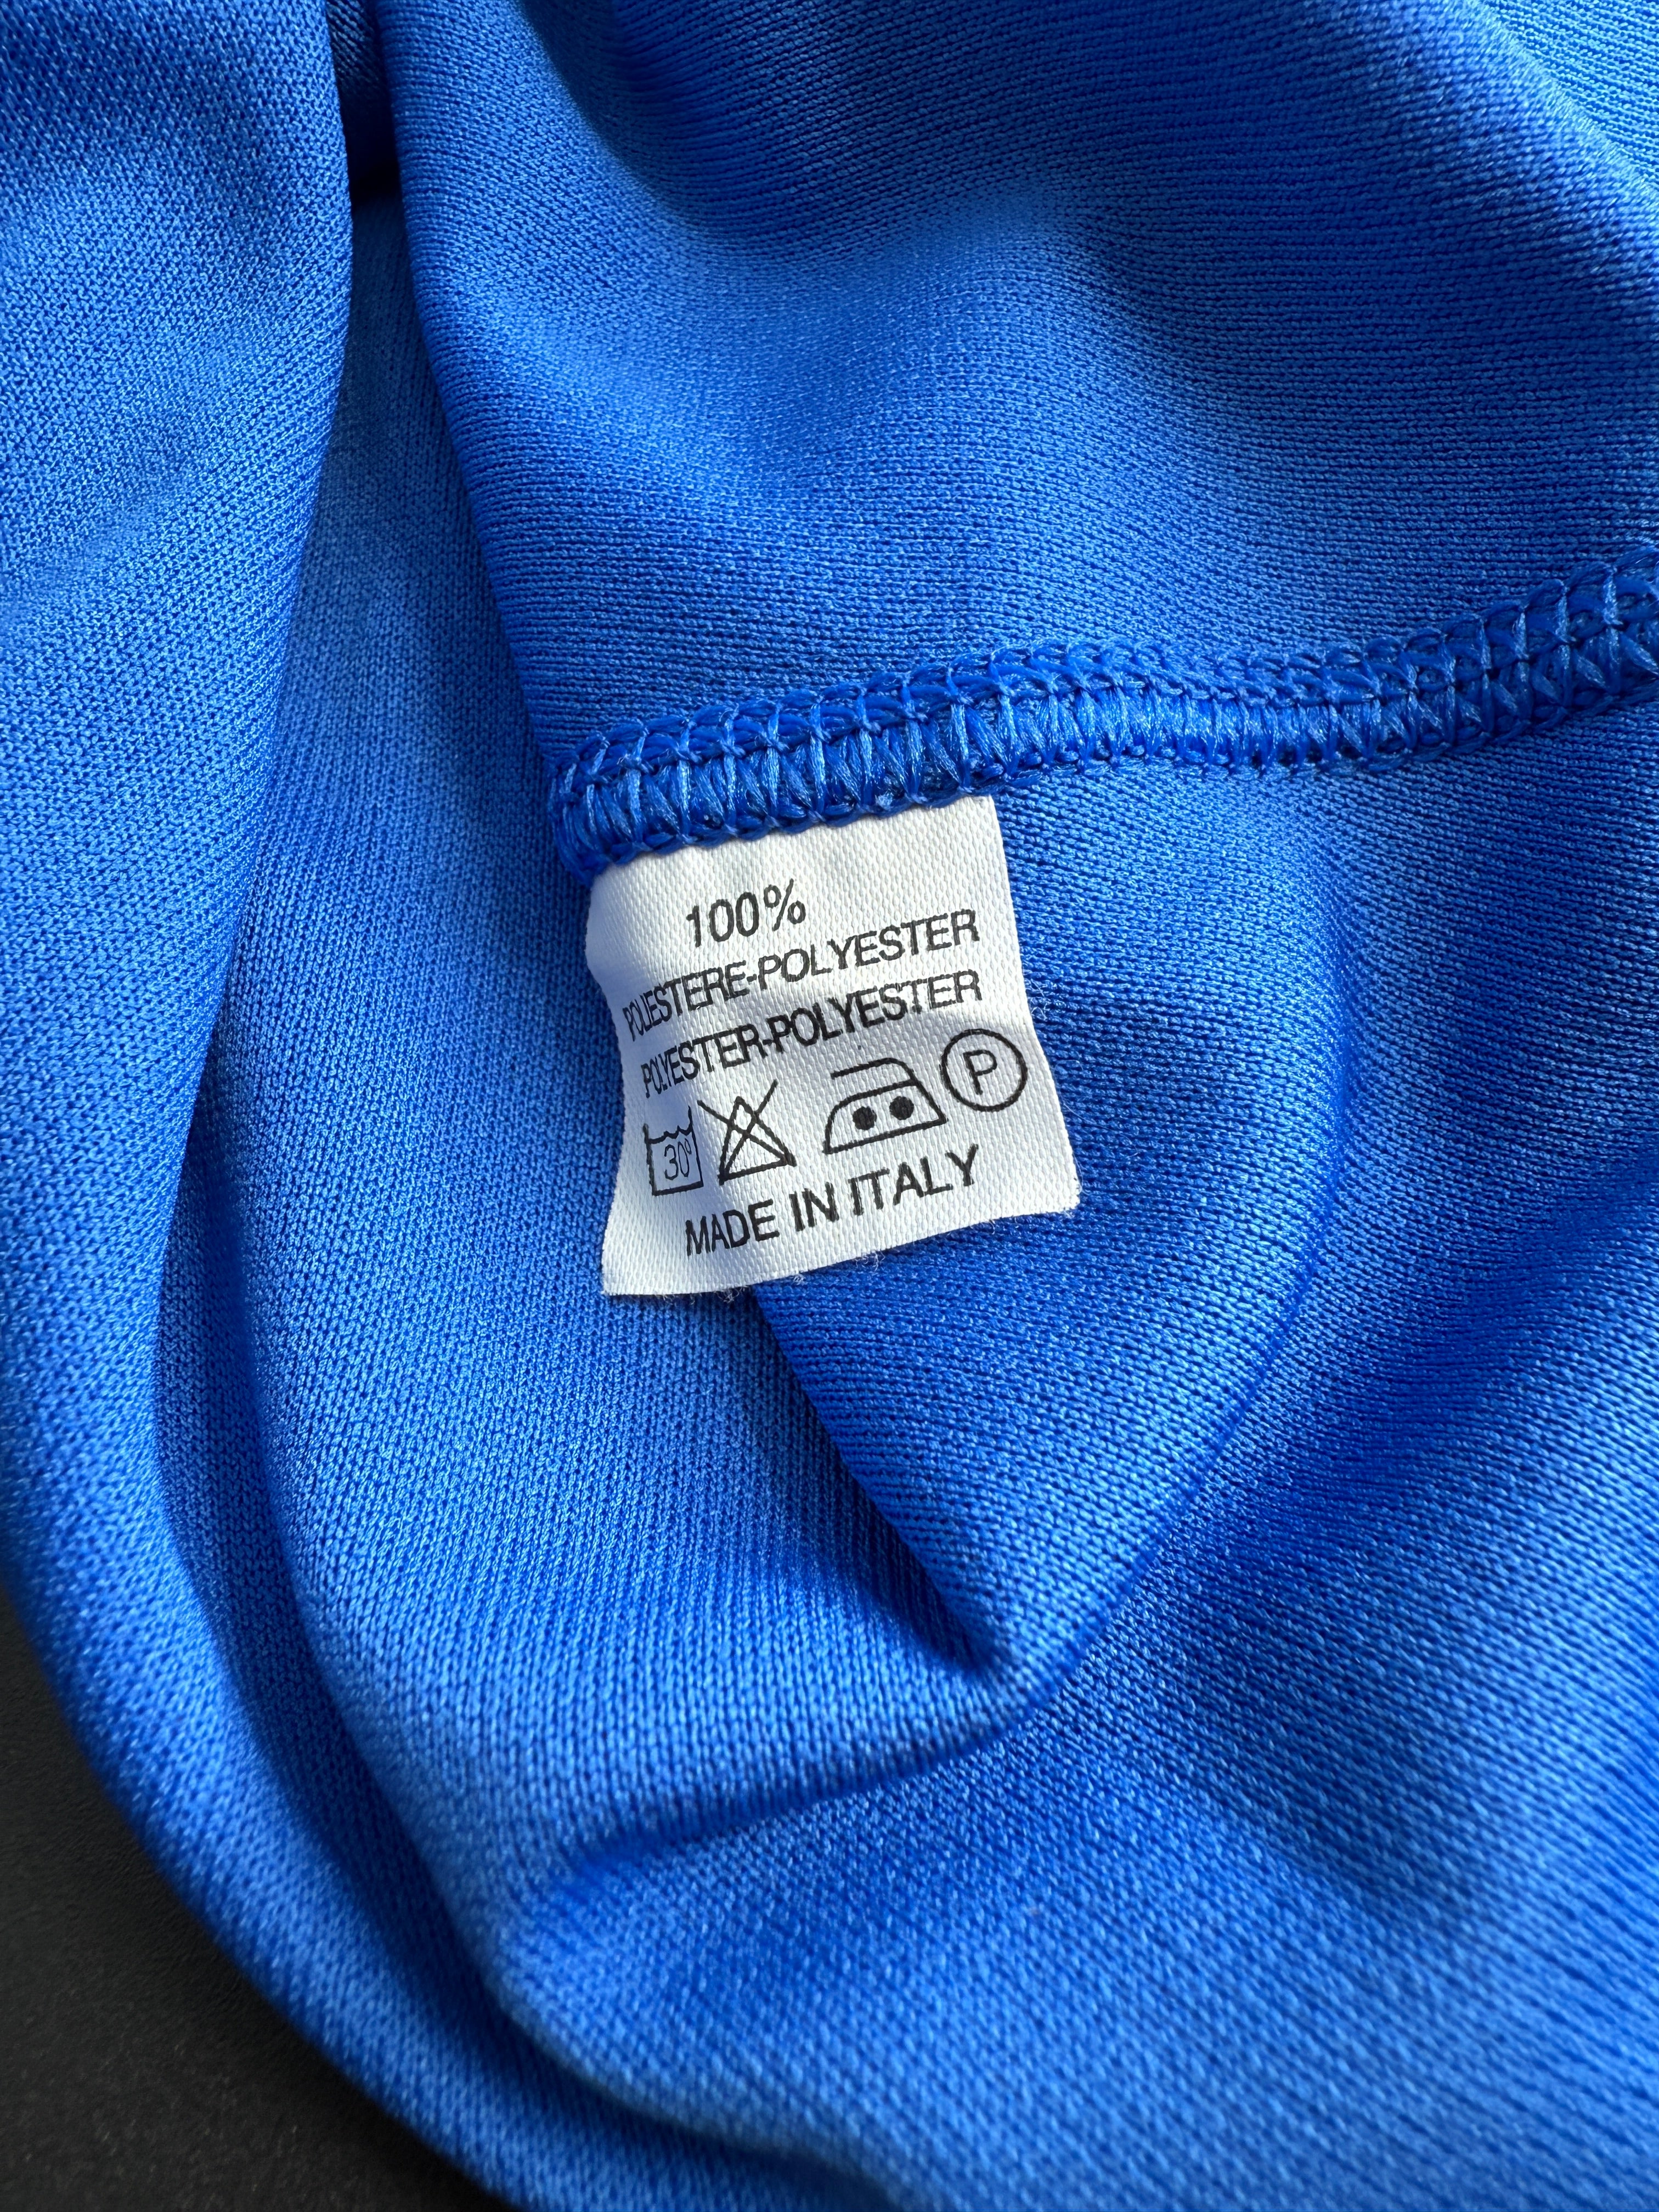 100%
POLIESTERE-POLYESTER
POLYESTER-POLYESTER
30° P
MADE IN ITALY